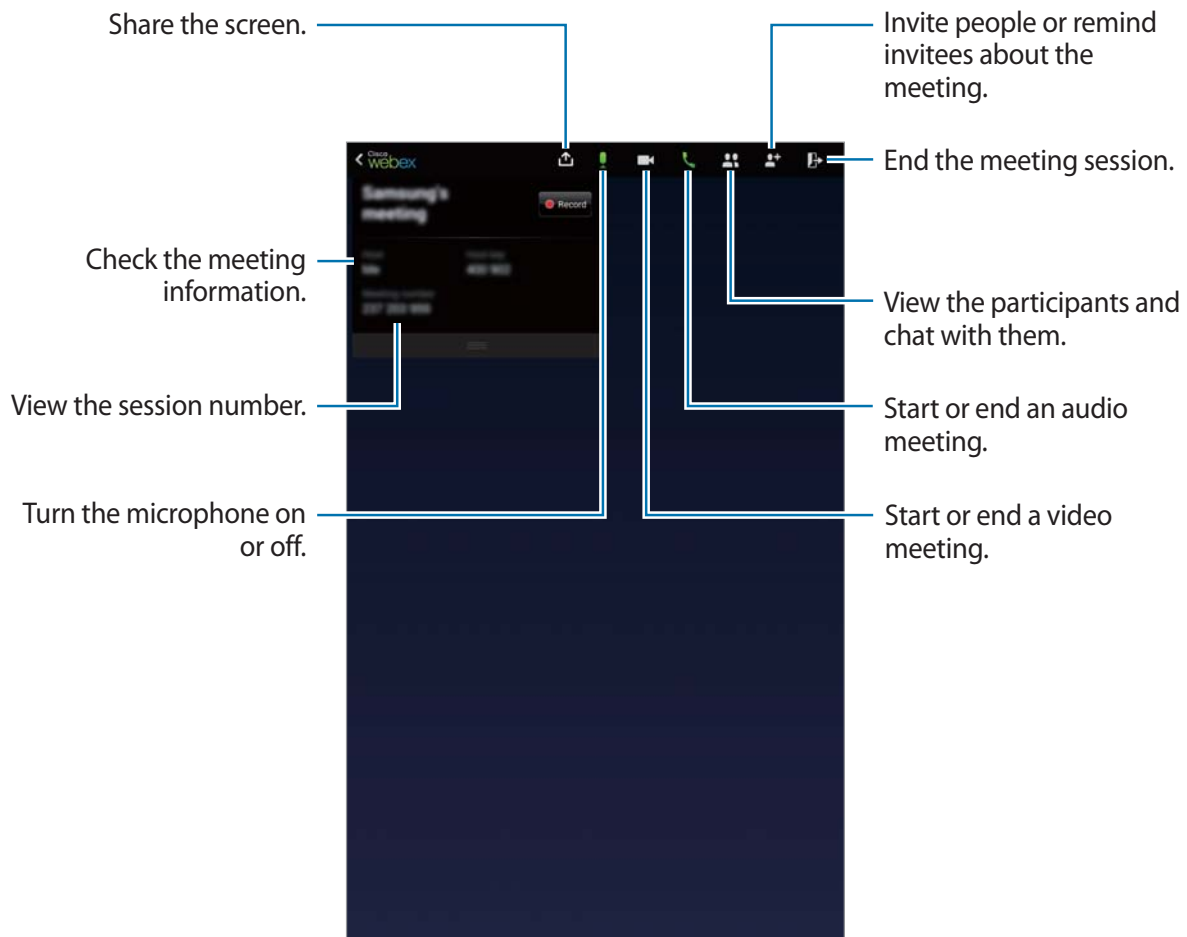 Share the screen.
Invite people or remind
invitees about the
meeting.
Cisco
webex
End the meeting session.
Samsung's
meeting
Record
Check the meeting
information.
View the participants and
chat with them.
View the session number.
Start or end an audio
meeting.
Turn the microphone on
or off.
Start or end a video
meeting.